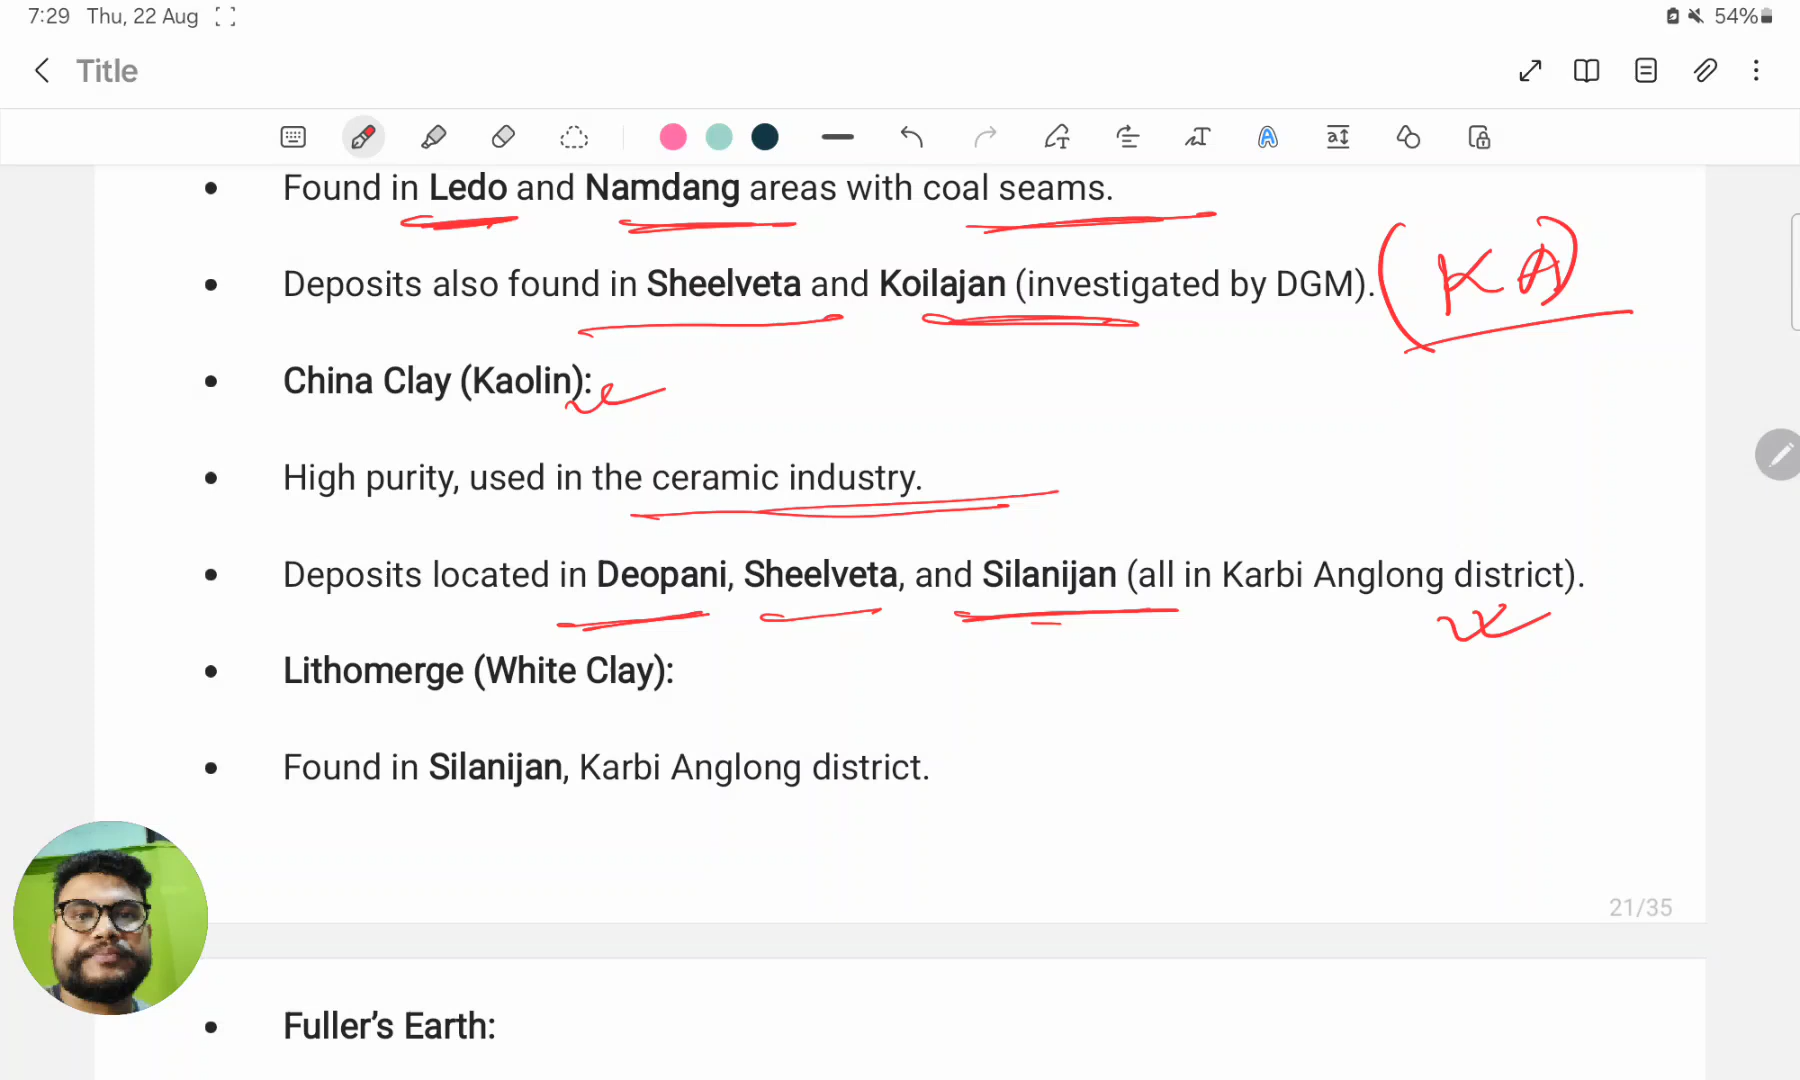 7:29 Thu, 22 Aug 54%
Title
• Found in Ledo and Namdang areas with coal seams.
• Deposits also found in Sheelveta and Koilajan (investigated by DGM). (KA)
• China Clay (Kaolin):
• High purity, used in the ceramic industry.
• Deposits located in Deopani, Sheelveta, and Silanijan (all in Karbi Anglong district).
• Lithomerge (White Clay):
• Found in Silanijan, Karbi Anglong district.
21/35
• Fuller’s Earth: